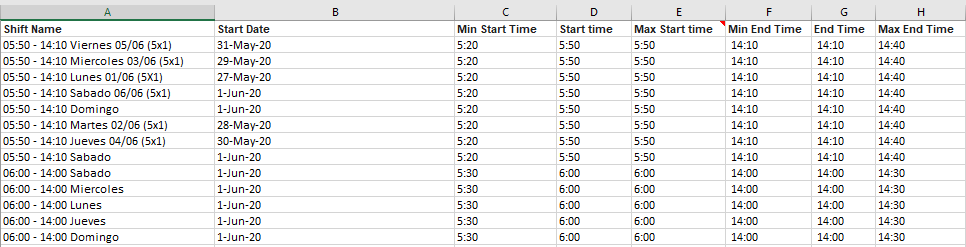 A B C D E F G H
Shift Name Start Date Min Start Time Start time Max Start time Min End Time End Time Max End Time
05:50 - 14:10 Viernes 05/06 (5x1) 31-May-20 5:20 5:50 5:50 14:10 14:10 14:40
05:50 - 14:10 Miercoles 03/06 (5x1) 29-May-20 5:20 5:50 5:50 14:10 14:10 14:40
05:50 - 14:10 Lunes 01/06 (5X1) 27-May-20 5:20 5:50 5:50 14:10 14:10 14:40
05:50 - 14:10 Sabado 06/06 (5x1) 1-Jun-20 5:20 5:50 5:50 14:10 14:10 14:40
05:50 - 14:10 Domingo 1-Jun-20 5:20 5:50 5:50 14:10 14:10 14:40
05:50 - 14:10 Martes 02/06 (5x1) 28-May-20 5:20 5:50 5:50 14:10 14:10 14:40
05:50 - 14:10 Jueves 04/06 (5x1) 30-May-20 5:20 5:50 5:50 14:10 14:10 14:40
05:50 - 14:10 Sabado 1-Jun-20 5:20 5:50 5:50 14:10 14:10 14:40
06:00 - 14:00 Sabado 1-Jun-20 5:30 6:00 6:00 14:00 14:00 14:30
06:00 - 14:00 Miercoles 1-Jun-20 5:30 6:00 6:00 14:00 14:00 14:30
06:00 - 14:00 Lunes 1-Jun-20 5:30 6:00 6:00 14:00 14:00 14:30
06:00 - 14:00 Jueves 1-Jun-20 5:30 6:00 6:00 14:00 14:00 14:30
06:00 - 14:00 Domingo 1-Jun-20 5:30 6:00 6:00 14:00 14:00 14:30